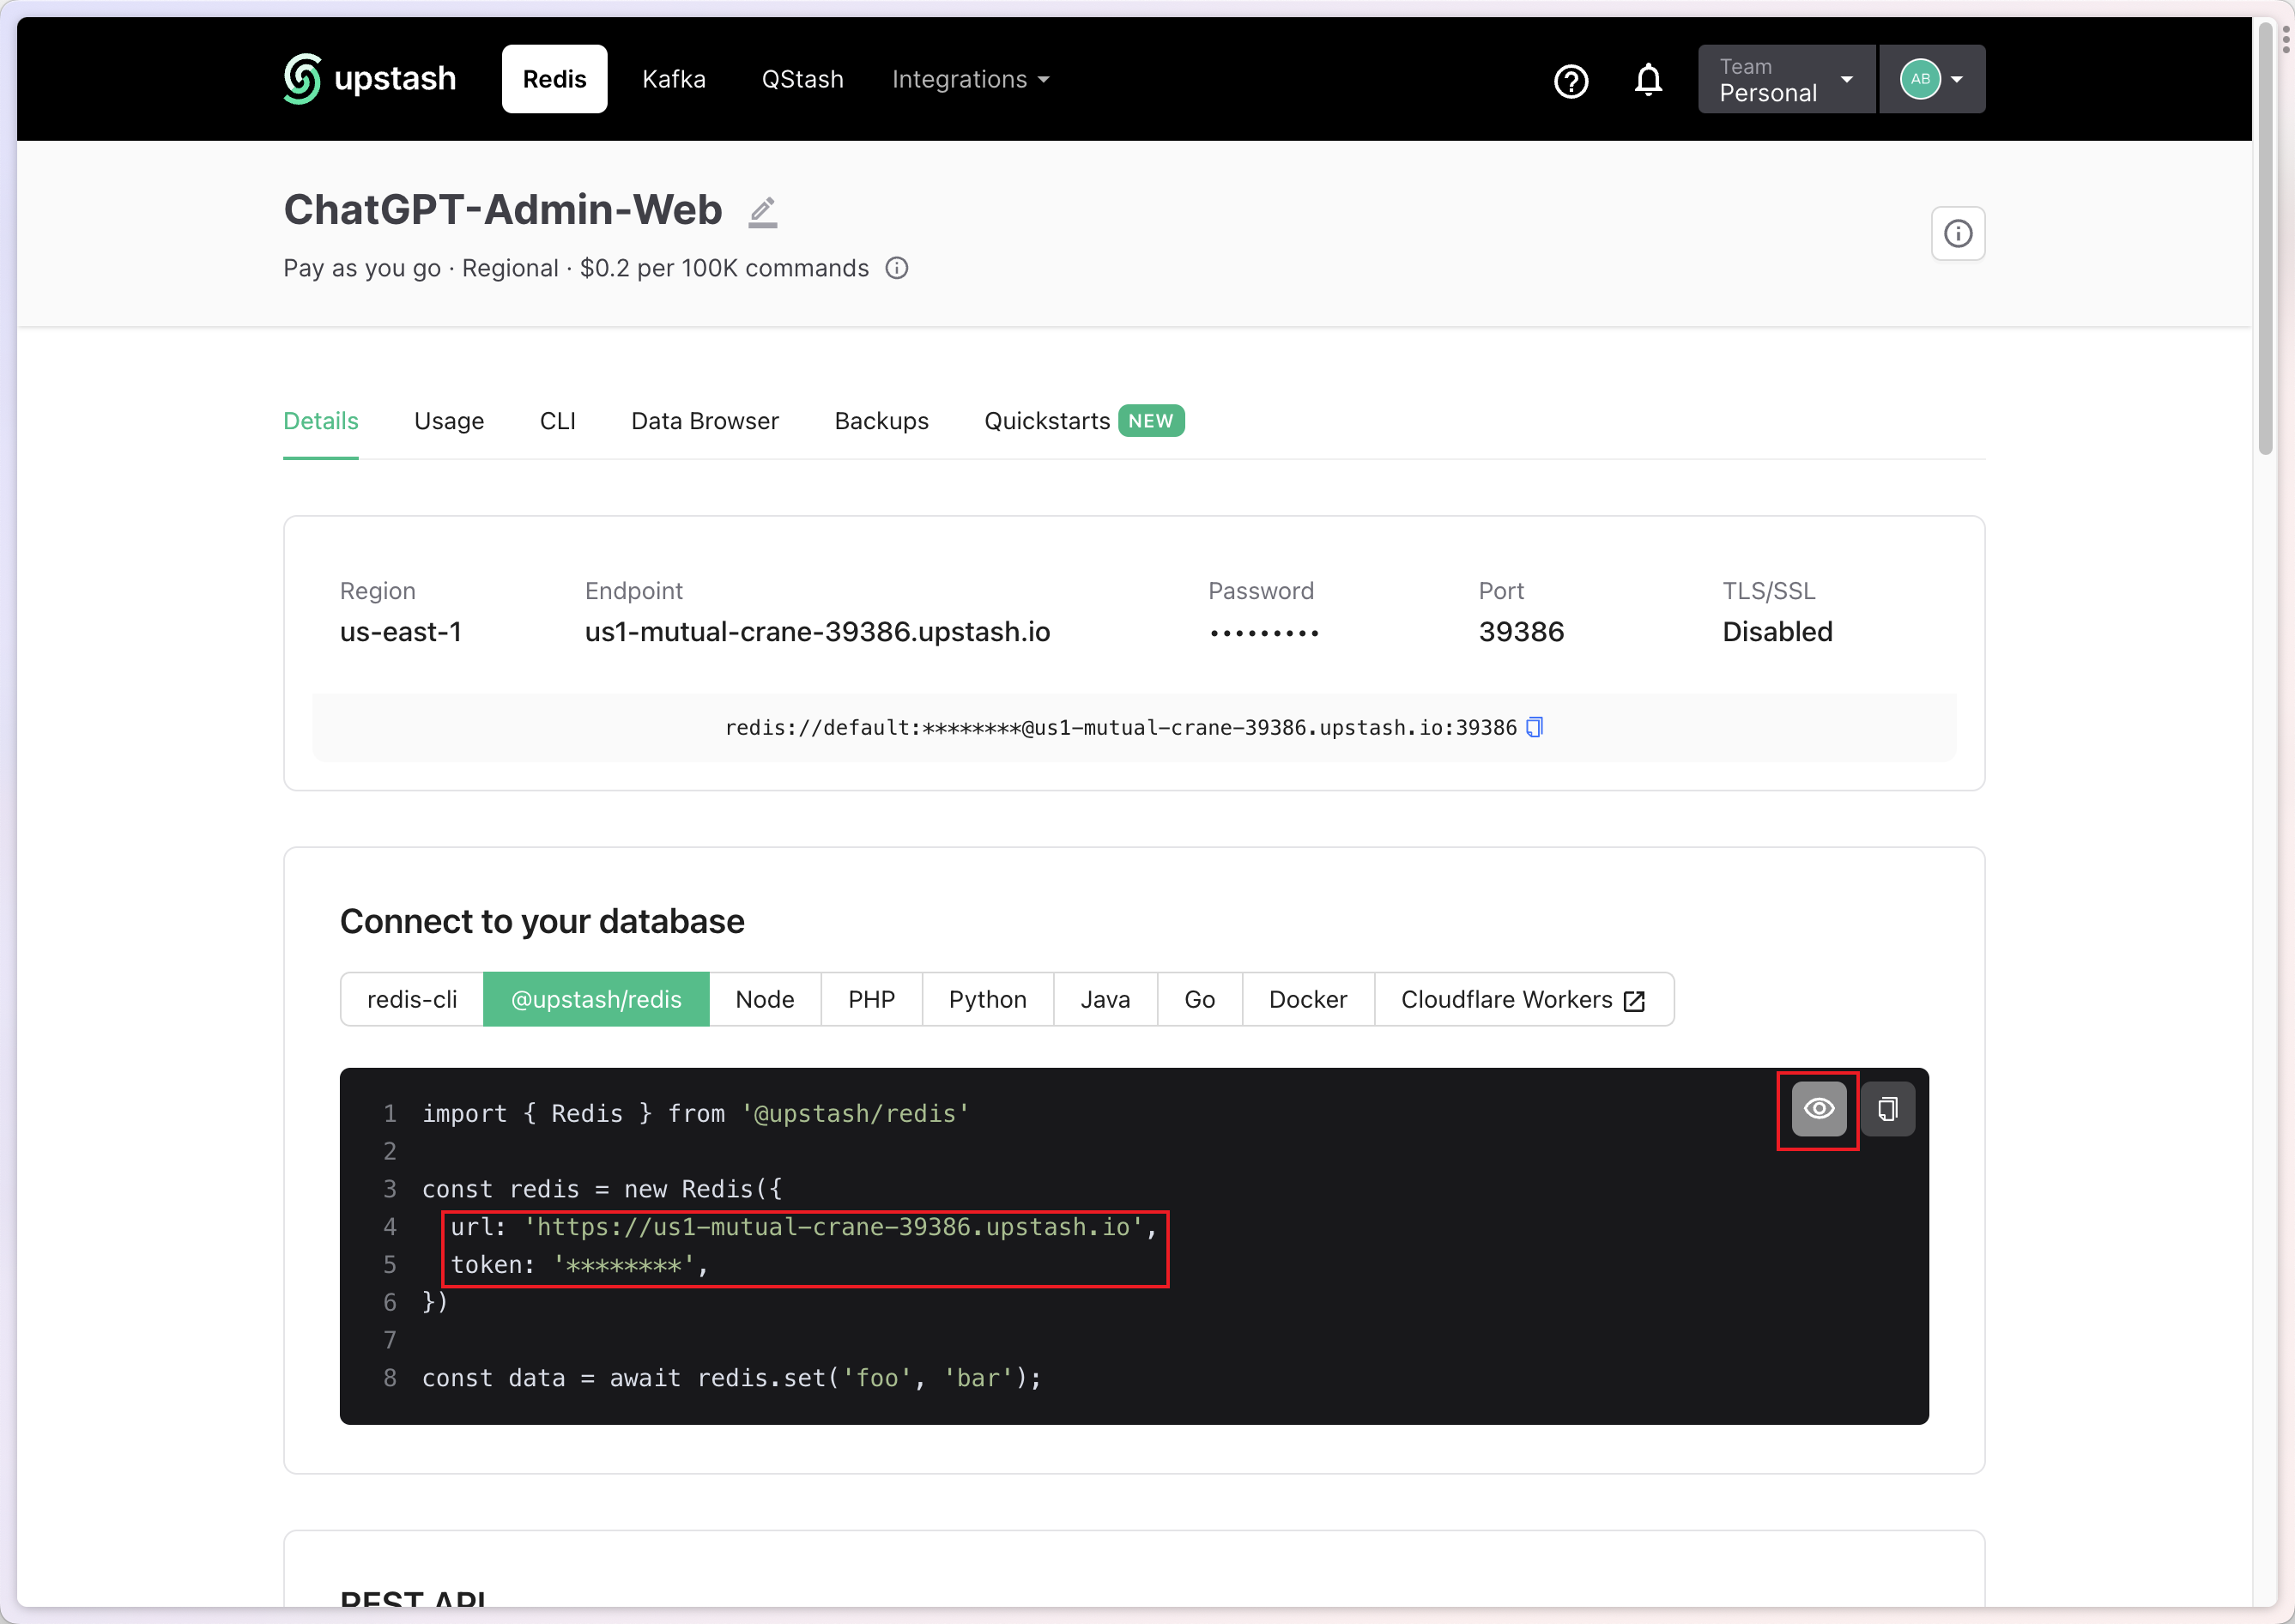 upstash Redis Kafka QStash Integrations Team
Personal AB
ChatGPT-Admin-Web
Pay as you go · Regional · $0.2 per 100K commands
Details Usage CLI Data Browser Backups Quickstarts NEW
Region Endpoint Password Port TLS/SSL
us-east-1 us1-mutual-crane-39386.upstash.io ••••••••• 39386 Disabled
redis://default:********@us1-mutual-crane-39386.upstash.io:39386
Connect to your database
redis-cli @upstash/redis Node PHP Python Java Go Docker Cloudflare Workers
1 import { Redis } from '@upstash/redis'
2
3 const redis = new Redis({
4 url: 'https://us1-mutual-crane-39386.upstash.io',
5 token: '********',
6 })
7
8 const data = await redis.set('foo', 'bar');
REST API